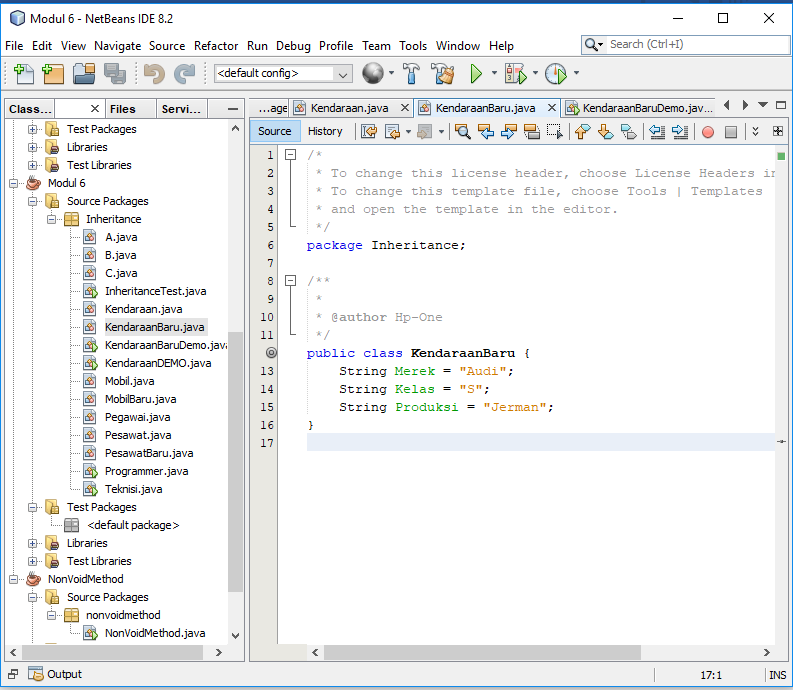 Modul 6 - NetBeans IDE 8.2
File Edit View Navigate Source Refactor Run Debug Profile Team Tools Window Help
Search (Ctrl+I)
<default config>
Class... Files Servi...
...age Kendaraan.java KendaraanBaru.java KendaraanBaruDemo.jav...
Source History
Test Packages
Libraries
Test Libraries
Modul 6
Source Packages
Inheritance
A.java
B.java
C.java
InheritanceTest.java
Kendaraan.java
KendaraanBaru.java
KendaraanBaruDemo.java
KendaraanDEMO.java
Mobil.java
MobilBaru.java
Pegawai.java
Pesawat.java
PesawatBaru.java
Programmer.java
Teknisi.java
Test Packages
<default package>
Libraries
Test Libraries
NonVoidMethod
Source Packages
nonvoidmethod
NonVoidMethod.java
1 /*
2 * To change this license header, choose License Headers in
3 * To change this template file, choose Tools | Templates
4 * and open the template in the editor.
5 */
6 package Inheritance;
7
8 /**
9 *
10 * @author Hp-One
11 */
public class KendaraanBaru {
13 String Merek = "Audi";
14 String Kelas = "S";
15 String Produksi = "Jerman";
16 }
17
Output
17:1 INS